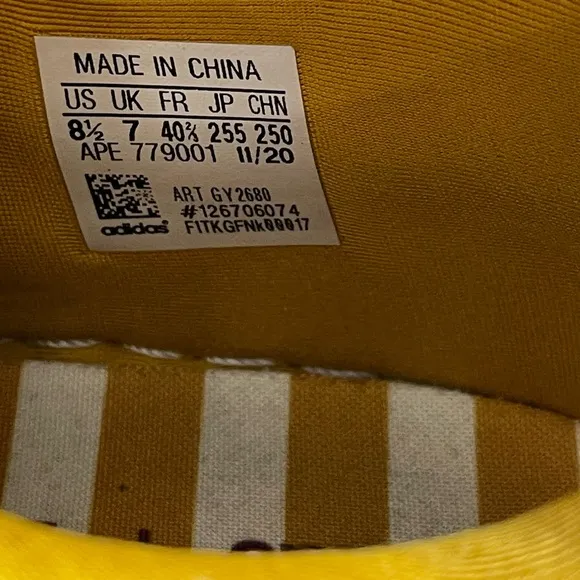 MADE IN CHINA
US UK FR JP CHN
8½ 7 40⅔ 255 250
APE 779001 11/20
ART GY2680
#126706074
adidas FITKGFNk00017